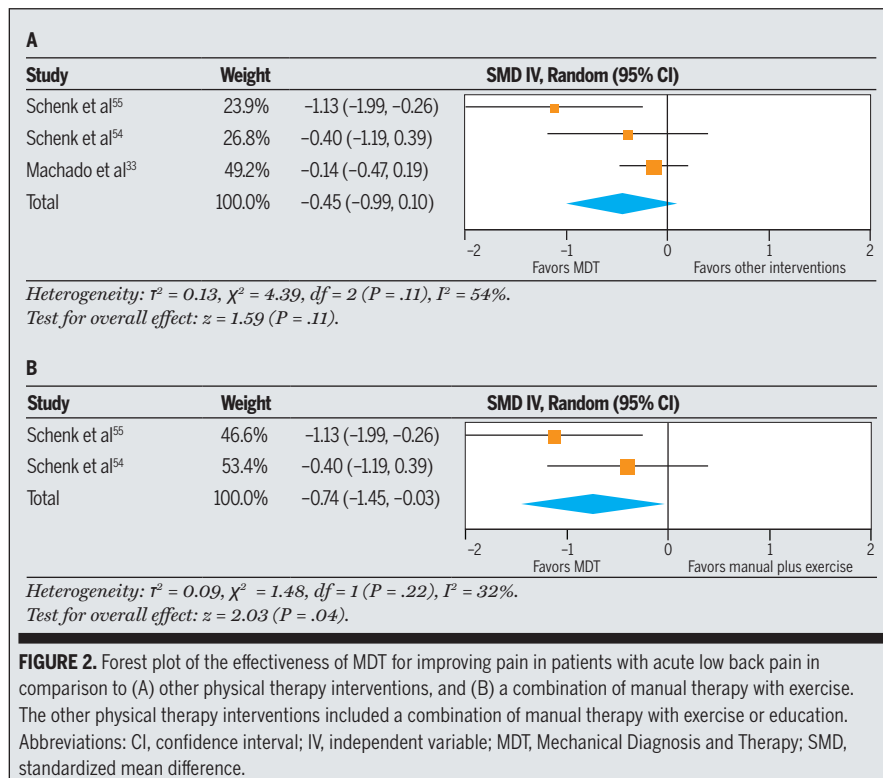 A
Study Weight SMD IV, Random (95% CI)
Schenk et al⁵⁵ 23.9% −1.13 (−1.99, −0.26)
Schenk et al⁵⁴ 26.8% −0.40 (−1.19, 0.39)
Machado et al³³ 49.2% −0.14 (−0.47, 0.19)
Total 100.0% −0.45 (−0.99, 0.10)
−2 −1 0 1 2
Favors MDT Favors other interventions
Heterogeneity: τ² = 0.13, χ² = 4.39, df = 2 (P = .11), I² = 54%.
Test for overall effect: z = 1.59 (P = .11).
B
Study Weight SMD IV, Random (95% CI)
Schenk et al⁵⁵ 46.6% −1.13 (−1.99, −0.26)
Schenk et al⁵⁴ 53.4% −0.40 (−1.19, 0.39)
Total 100.0% −0.74 (−1.45, −0.03)
−2 −1 0 1 2
Favors MDT Favors manual plus exercise
Heterogeneity: τ² = 0.09, χ² = 1.48, df = 1 (P = .22), I² = 32%.
Test for overall effect: z = 2.03 (P = .04).
FIGURE 2. Forest plot of the effectiveness of MDT for improving pain in patients with acute low back pain in
comparison to (A) other physical therapy interventions, and (B) a combination of manual therapy with exercise.
The other physical therapy interventions included a combination of manual therapy with exercise or education.
Abbreviations: CI, confidence interval; IV, independent variable; MDT, Mechanical Diagnosis and Therapy; SMD,
standardized mean difference.